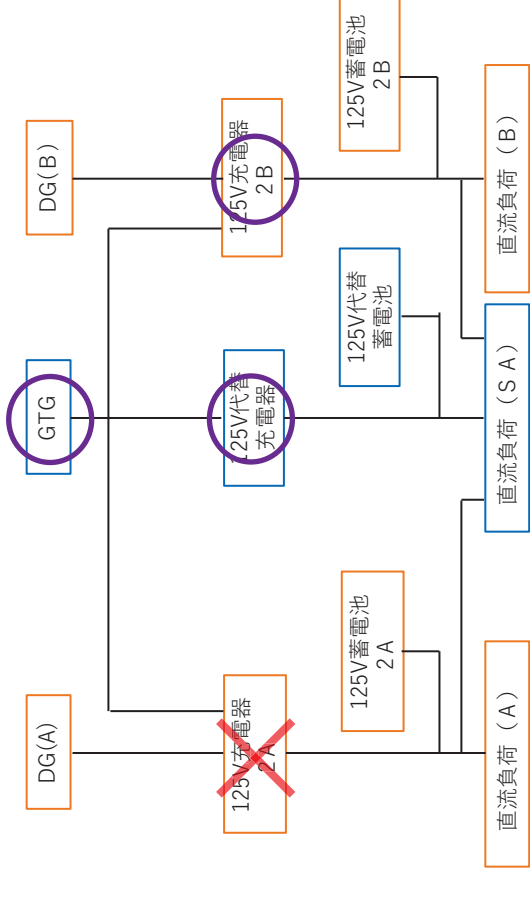 DG(B)
GTG
DG(A)
125V充電器
2B
125V代替
充電器
125V充電器
2A
125V蓄電池
2B
125V代替
蓄電池
125V蓄電池
2A
直流負荷（B）
直流負荷（SA）
直流負荷（A）